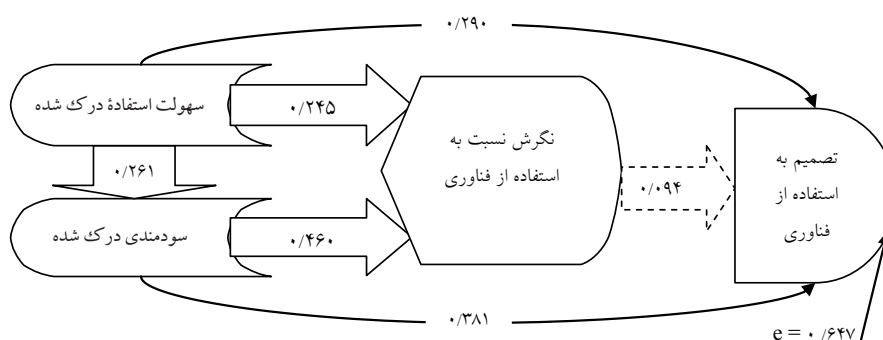 ۰/۲۹۰
سهولت استفادۀ درک شده
۰/۲۴۵
نگرش نسبت به
استفاده از فناوری
تصمیم به
استفاده از
فناوری
۰/۲۶۱
۰/۰۹۴
سودمندی درک شده
۰/۴۶۰
۰/۳۸۱
e = ۰/۶۴۷